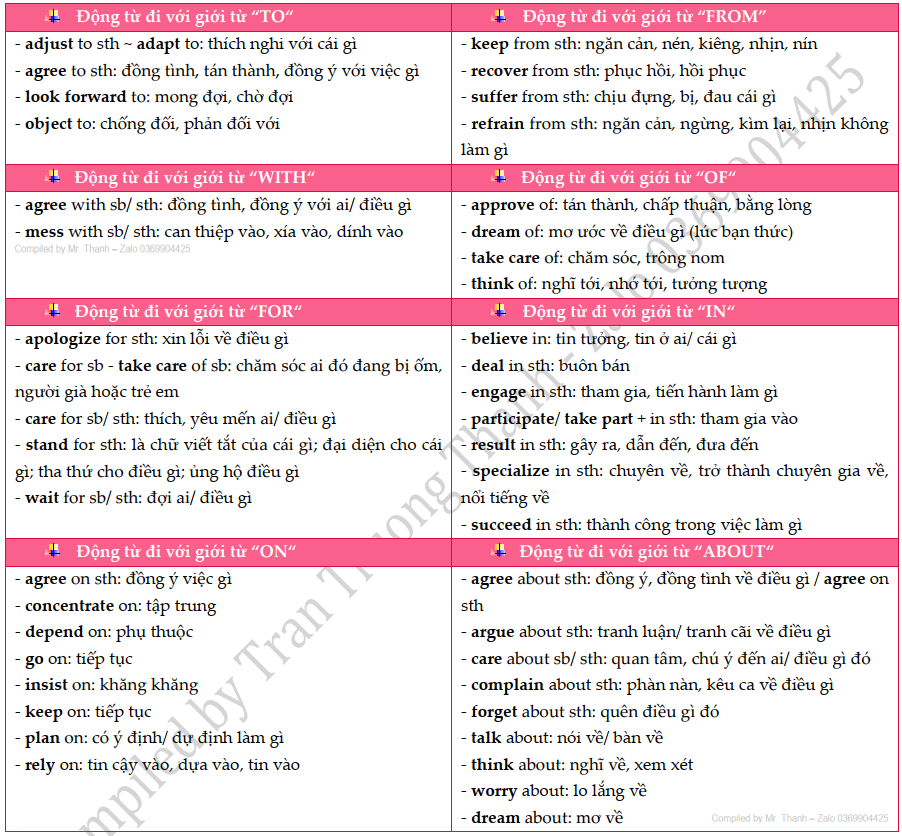 Động từ đi với giới từ “TO“
- adjust to sth ~ adapt to: thích nghi với cái gì
- agree to sth: đồng tình, tán thành, đồng ý với việc gì
- look forward to: mong đợi, chờ đợi
- object to: chống đối, phản đối với
Động từ đi với giới từ “FROM”
- keep from sth: ngăn cản, nén, kiêng, nhịn, nín
- recover from sth: phục hồi, hồi phục
- suffer from sth: chịu đựng, bị, đau cái gì
- refrain from sth: ngăn cản, ngừng, kìm lại, nhịn không
làm gì
Động từ đi với giới từ “WITH“
- agree with sb/ sth: đồng tình, đồng ý với ai/ điều gì
- mess with sb/ sth: can thiệp vào, xía vào, dính vào
Compiled by Mr. Thanh – Zalo 0369904425
Động từ đi với giới từ “OF“
- approve of: tán thành, chấp thuận, bằng lòng
- dream of: mơ ước về điều gì (lúc bạn thức)
- take care of: chăm sóc, trông nom
- think of: nghĩ tới, nhớ tới, tưởng tượng
Động từ đi với giới từ “FOR“
- apologize for sth: xin lỗi về điều gì
- care for sb - take care of sb: chăm sóc ai đó đang bị ốm,
người già hoặc trẻ em
- care for sb/ sth: thích, yêu mến ai/ điều gì
- stand for sth: là chữ viết tắt của cái gì; đại diện cho cái
gì; tha thứ cho điều gì; ủng hộ điều gì
- wait for sb/ sth: đợi ai/ điều gì
Động từ đi với giới từ “IN“
- believe in: tin tưởng, tin ở ai/ cái gì
- deal in sth: buôn bán
- engage in sth: tham gia, tiến hành làm gì
- participate/ take part + in sth: tham gia vào
- result in sth: gây ra, dẫn đến, đưa đến
- specialize in sth: chuyên về, trở thành chuyên gia về,
nổi tiếng về
- succeed in sth: thành công trong việc làm gì
Động từ đi với giới từ “ON“
- agree on sth: đồng ý việc gì
- concentrate on: tập trung
- depend on: phụ thuộc
- go on: tiếp tục
- insist on: khăng khăng
- keep on: tiếp tục
- plan on: có ý định/ dự định làm gì
- rely on: tin cậy vào, dựa vào, tin vào
Động từ đi với giới từ “ABOUT“
- agree about sth: đồng ý, đồng tình về điều gì / agree on
sth
- argue about sth: tranh luận/ tranh cãi về điều gì
- care about sb/ sth: quan tâm, chú ý đến ai/ điều gì đó
- complain about sth: phàn nàn, kêu ca về điều gì
- forget about sth: quên điều gì đó
- talk about: nói về/ bàn về
- think about: nghĩ về, xem xét
- worry about: lo lắng về
- dream about: mơ về
Compiled by Mr. Thanh – Zalo 0369904425
ompiled by Tran Truong Thanh - Zalo 0369904425